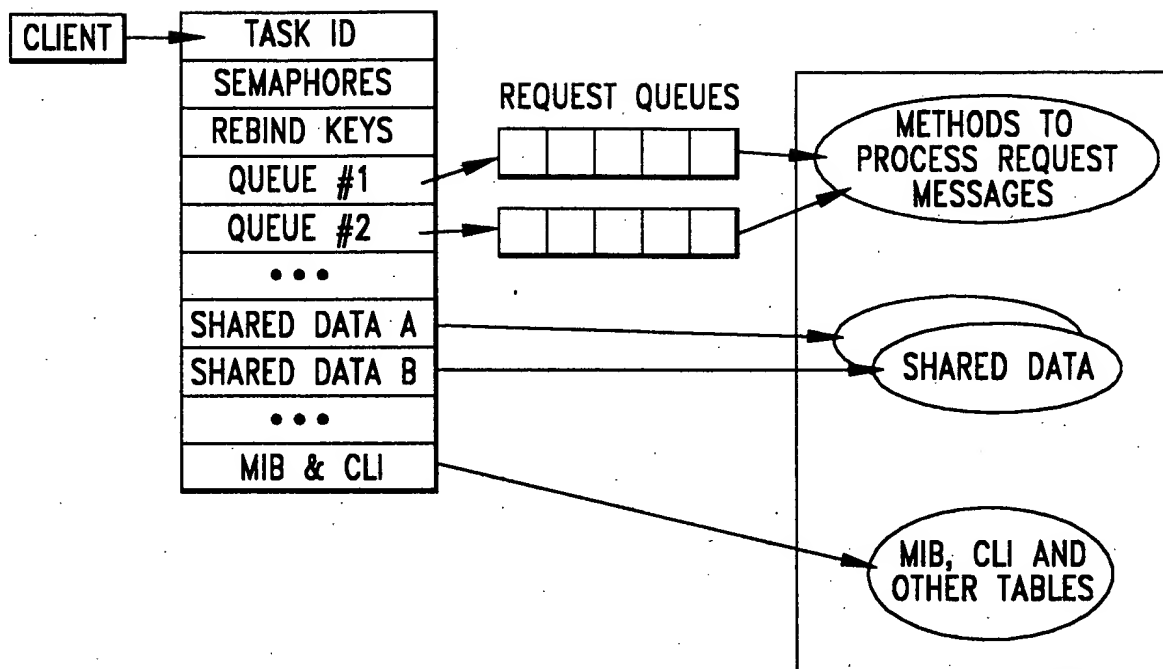 CLIENT
TASK ID
SEMAPHORES
REBIND KEYS
QUEUE #1
QUEUE #2
•••
SHARED DATA A
SHARED DATA B
•••
MIB & CLI
REQUEST QUEUES
METHODS TO
PROCESS REQUEST
MESSAGES
SHARED DATA
MIB, CLI AND
OTHER TABLES